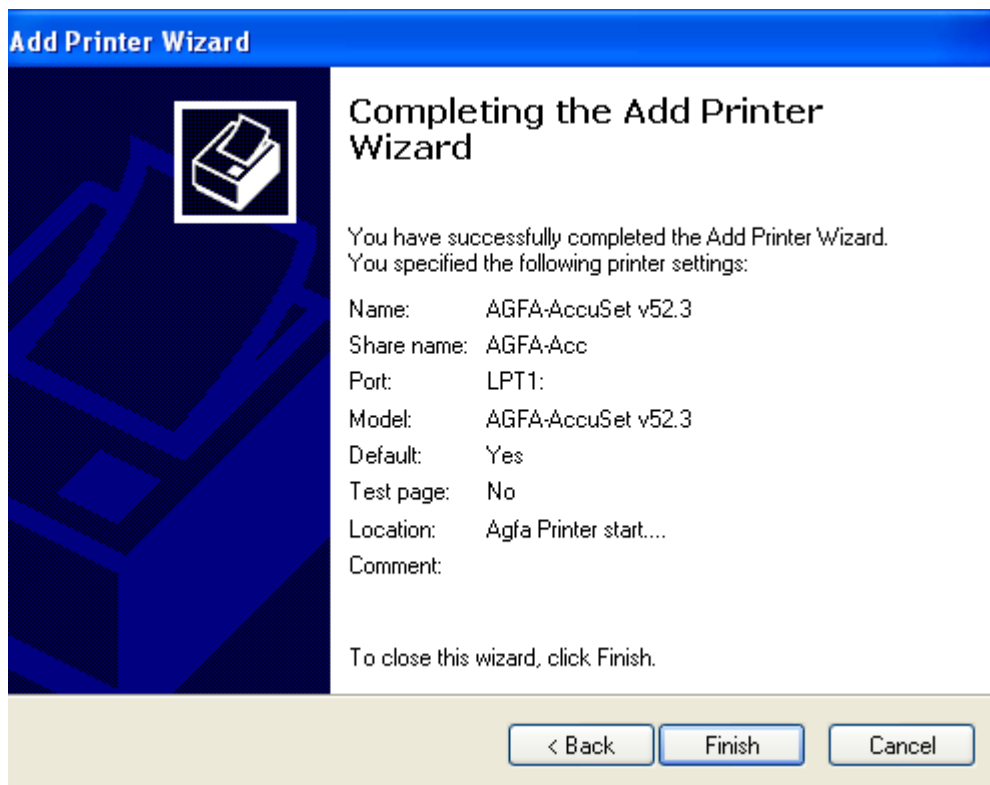 Add Printer Wizard
Completing the Add Printer
Wizard
You have successfully completed the Add Printer Wizard.
You specified the following printer settings:
Name: AGFA-AccuSet v52.3
Share name: AGFA-Acc
Port: LPT1:
Model: AGFA-AccuSet v52.3
Default: Yes
Test page: No
Location: Agfa Printer start....
Comment:
To close this wizard, click Finish.
< Back Finish Cancel